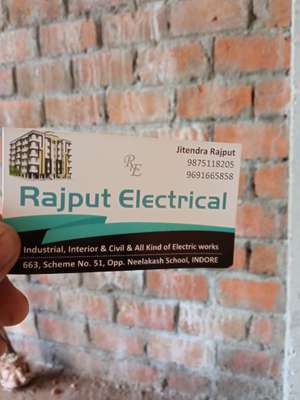 Jitendra Rajput
9875118205
9691665858
RE
Rajput Electrical
Industrial, Interior & Civil & All Kind of Electric works
663, Scheme No. 51, Opp. Neelakash School, INDORE